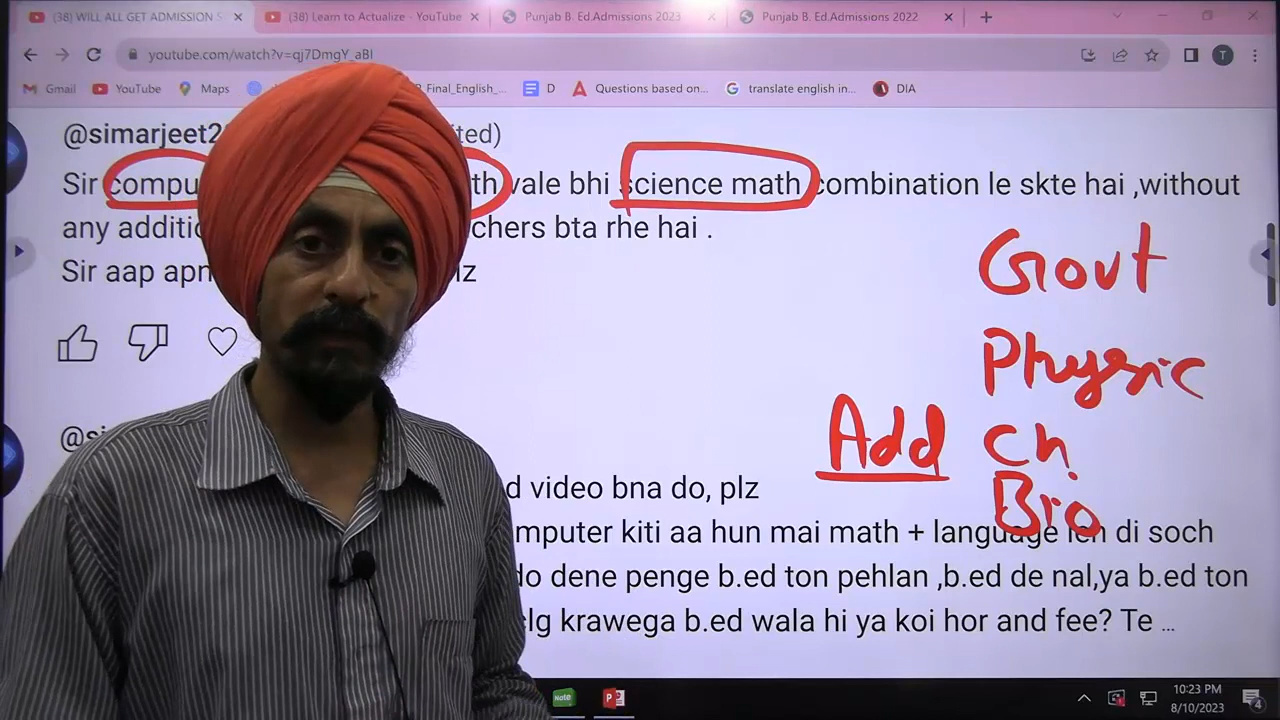 (38) WILL ALL GET ADMISSION S
(38) Learn to Actualize - YouTube
Punjab B. Ed.Admissions 2023
Punjab B. Ed.Admissions 2022
youtube.com/watch?v=qj7DmgY_aBI
T
Gmail
YouTube
Maps
Final_English_...
D
Questions based on...
translate english in...
DIA
@simarjeet2
Sir compu th vale bhi science math combination le skte hai ,without
any additio chers bta rhe hai .
Sir aap apn lz
Govt
Physic
Add
Ch
Bio
@si
d video bna do, plz
mputer kiti aa hun mai math + language di soch
do dene penge b.ed ton pehlan ,b.ed de nal,ya b.ed ton
clg krawega b.ed wala hi ya koi hor and fee? Te ...
Note
P
10:23 PM
8/10/2023
4